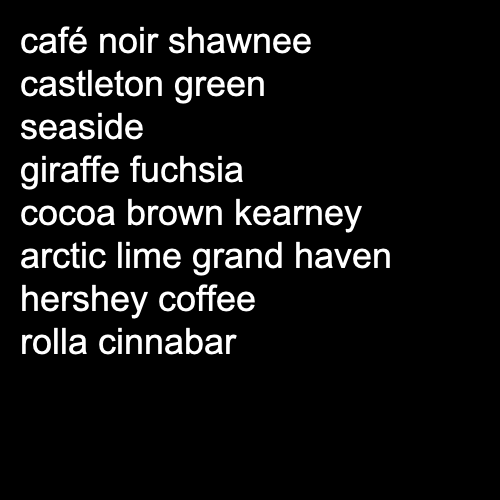 café noir shawnee
castleton green
seaside
giraffe fuchsia
cocoa brown kearney
arctic lime grand haven
hershey coffee
rolla cinnabar